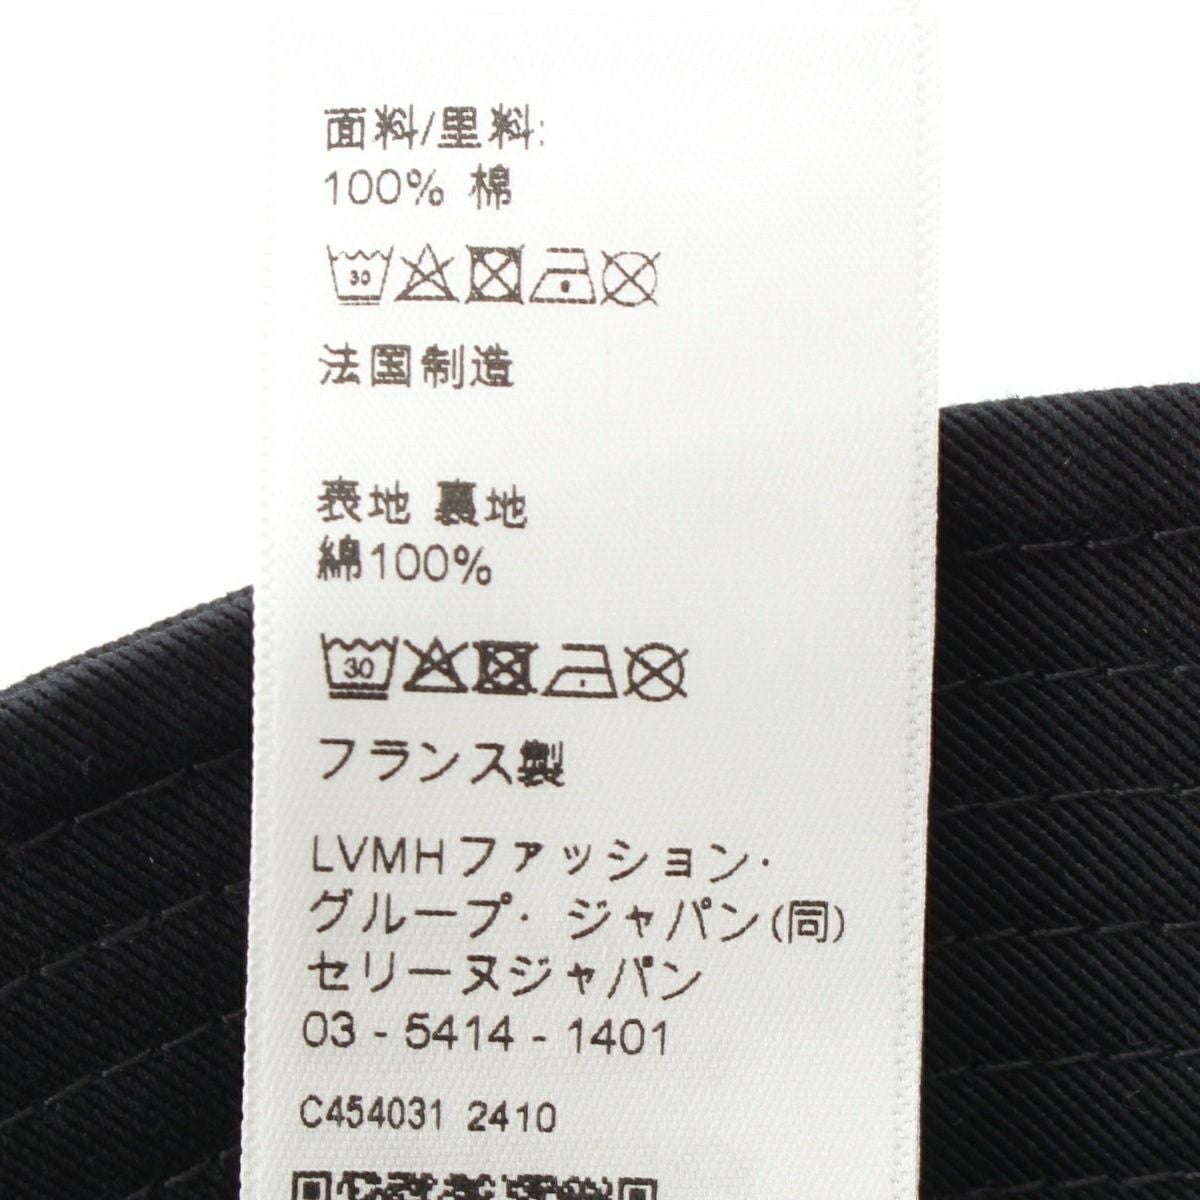 面料/里料:
100% 棉
30
法国制造
表地 裏地
綿100%
30
フランス製
LVMHファッション・
グループ・ジャパン(同)
セリーヌジャパン
03 - 5414 - 1401
C454031 2410